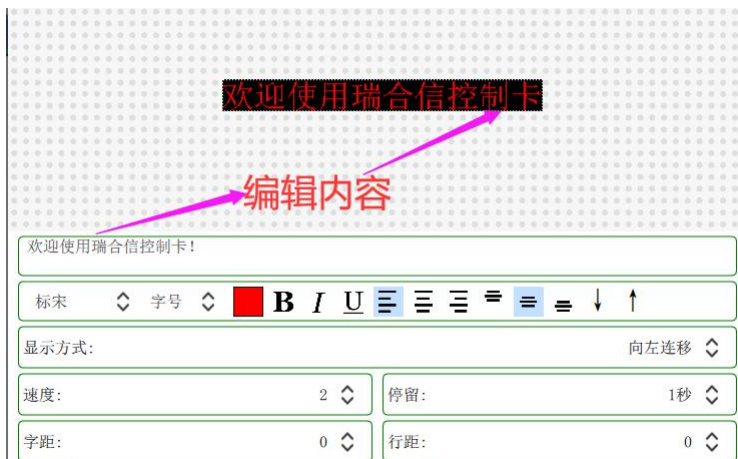 欢迎使用瑞合信控制卡
编辑内容
欢迎使用瑞合信控制卡!
标宋 字号 B I U
显示方式: 向左连移
速度: 2 停留: 1秒
字距: 0 行距: 0